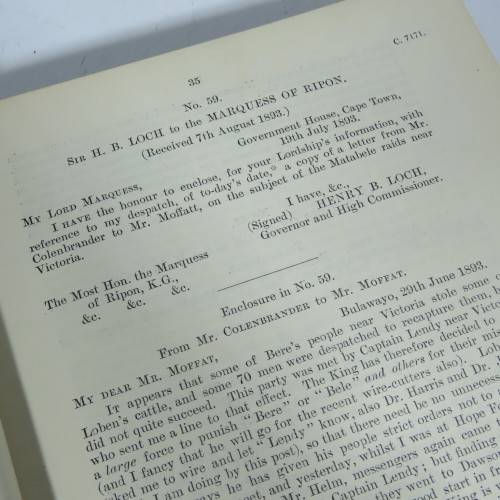 C. 7171.
35
No. 59.
SIR H. B. LOCH to the MARQUESS OF RIPON.
(Received 7th August 1893.)
Government House, Cape Town,
19th July 1893.
MY LORD MARQUESS,
I HAVE the honour to enclose, for your Lordship's information, with
reference to my despatch, of to-day's date,* a copy of a letter from Mr.
Colenbrander to Mr. Moffatt, on the subject of the Matabele raids near
Victoria.
I have, &c.,
(Signed) HENRY B. LOCH,
Governor and High Commissioner.
The Most Hon. the Marquess
of Ripon, K.G.,
&c. &c. &c.
Enclosure in No. 59.
From MR. COLENBRANDER to MR. MOFFAT.
Bulawayo, 29th June 1893.
MY DEAR MR. MOFFAT,
IT appears that some of Bere's people near Victoria stole some
Loben's cattle, and some 70 men were despatched to recapture them,
did not quite succeed. This party was met by Captain Lendy near
who sent me a line to that effect. The King has therefore decided to
a large force to punish "Bere" or "Bele" and others for their
(and I fancy that he will go for the recent wire-cutters also).
me to write and let "Lendy" know, also Dr. Harris and Dr.
I am doing by this post), so that there need be no
he has given his people strict orders not to
and yesterday, whilst I was at Hope
Mr. Helm, messengers again came
Captain Lendy; but finding
went to Dawson